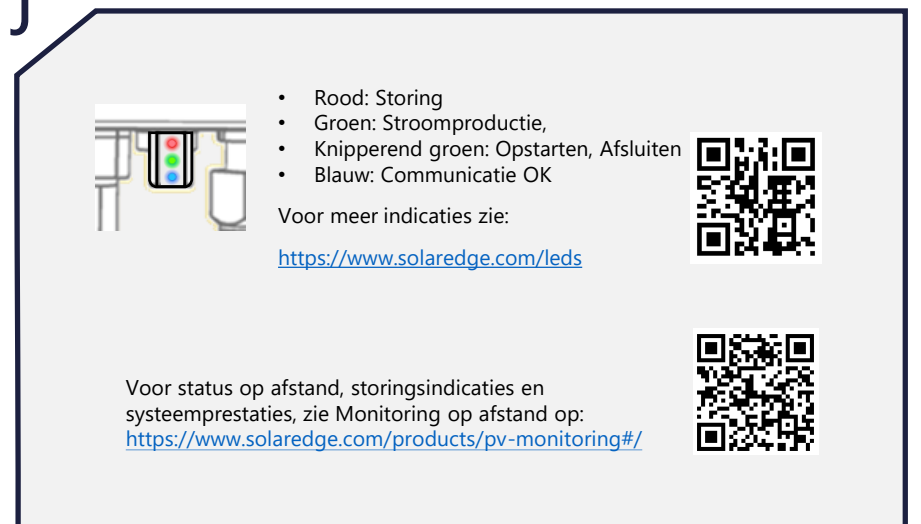 • Rood: Storing
• Groen: Stroomproductie,
• Knipperend groen: Opstarten, Afsluiten
• Blauw: Communicatie OK
Voor meer indicaties zie:
https://www.solaredge.com/leds
Voor status op afstand, storingsindicaties en
systeemprestaties, zie Monitoring op afstand op:
https://www.solaredge.com/products/pv-monitoring#/